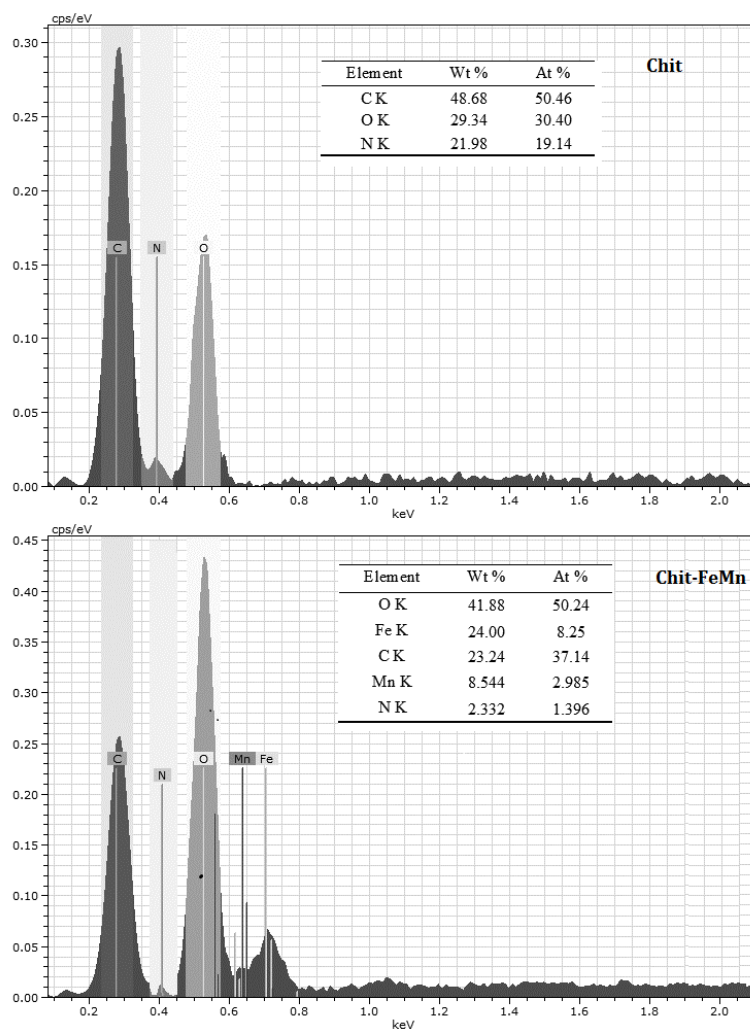 cps/eV
Chit
Element Wt % At %
C K 48.68 50.46
O K 29.34 30.40
N K 21.98 19.14
0.30
0.25
0.20
0.15
0.10
0.05
0.00
C N O
0.2 0.4 0.6 0.8 1.0 1.2 1.4 1.6 1.8 2.0
keV
cps/eV
Chit-FeMn
Element Wt % At %
O K 41.88 50.24
Fe K 24.00 8.25
C K 23.24 37.14
Mn K 8.544 2.985
N K 2.332 1.396
0.45
0.40
0.35
0.30
0.25
0.20
0.15
0.10
0.05
0.00
C N O Mn Fe
0.2 0.4 0.6 0.8 1.0 1.2 1.4 1.6 1.8 2.0
keV